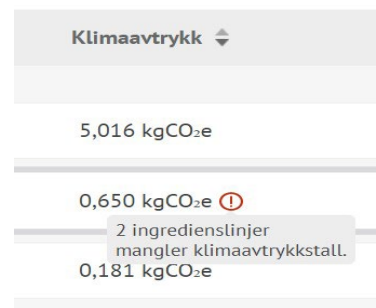 Klimaavtrykk
5,016 kgCO₂e
0,650 kgCO₂e
2 ingredienslinjer
mangler klimaavtrykkstall.
0,181 kgCO₂e